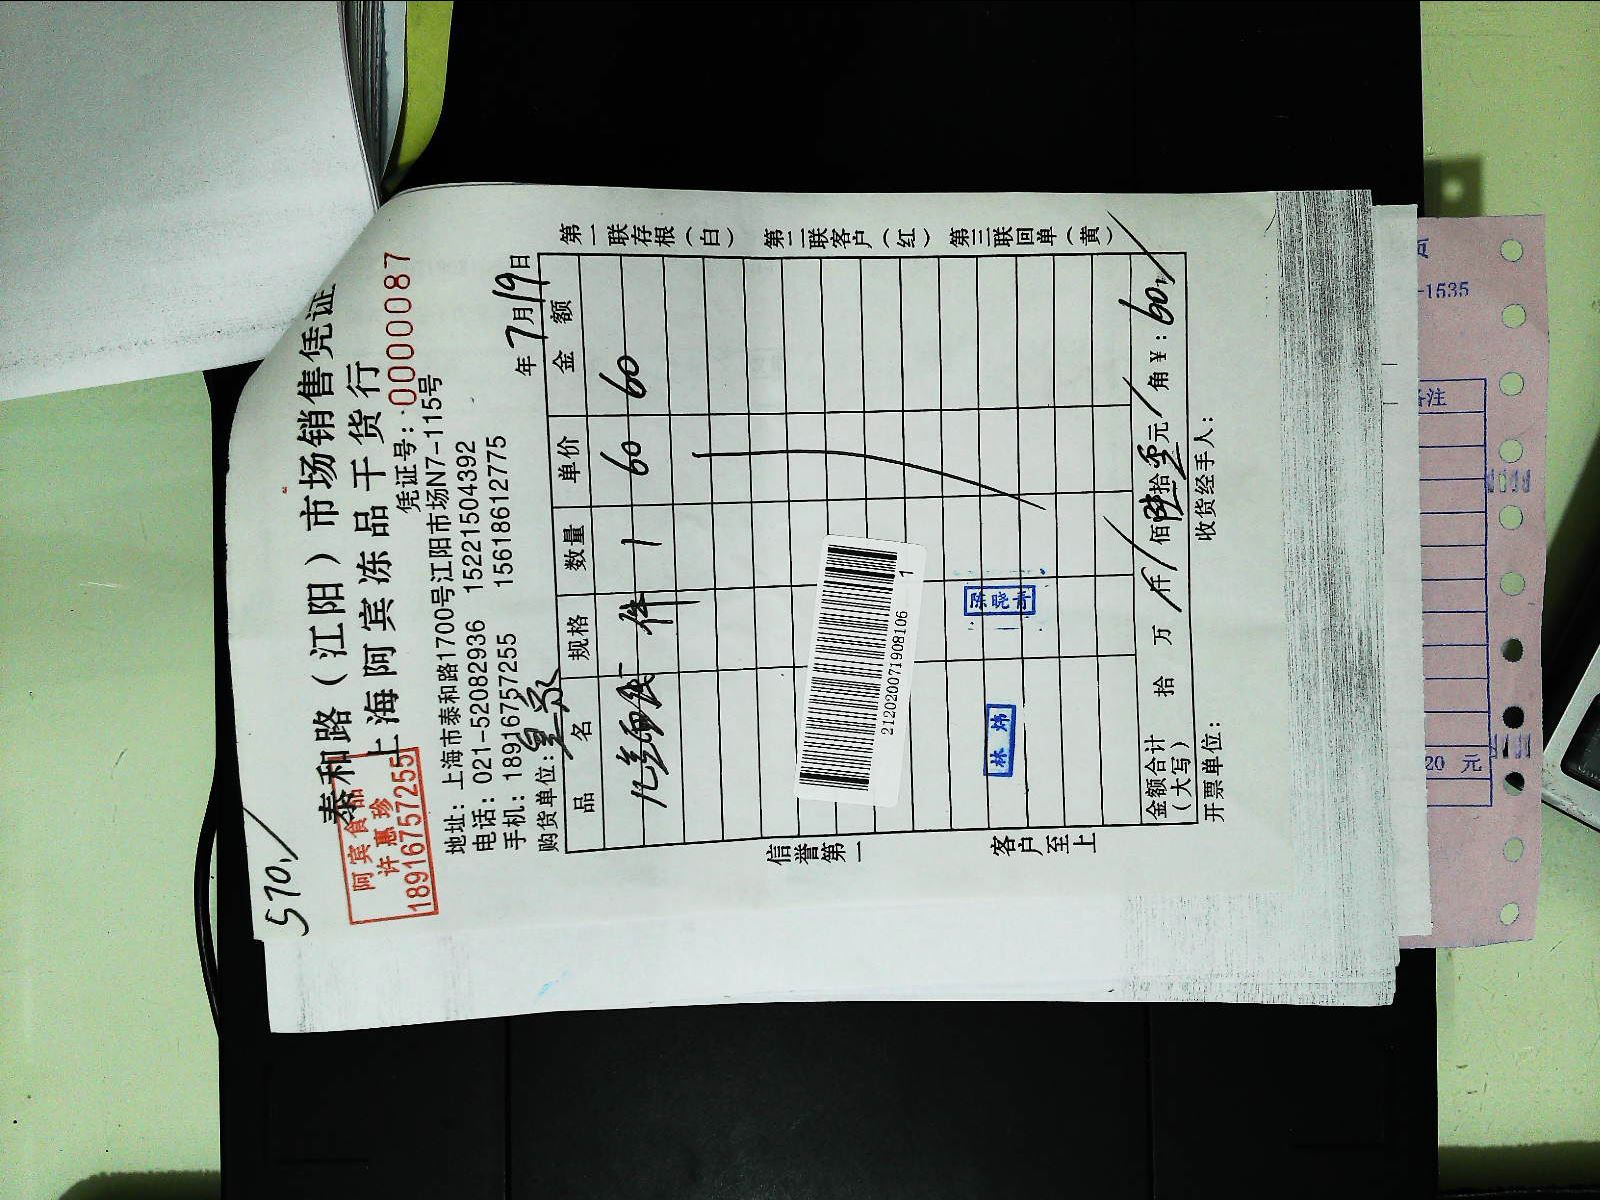 570.
泰和路（江阳）市场销售凭证
上海阿宾冻品干货行
阿宾食品
许惠珍
18916757255
凭证号：0000087
地址：上海市泰和路1700号江阳市场N7-115号
电话：021-52082936 15221504392
手机：18916757255 15618612775
购货单位： 年7月19日
品名 规格 数量 单价 金额
件 1 60 60
212020071908106 1
陈晓青
林炜
金额合计（大写） 拾 万 仟 佰 陆拾零元 角 ￥：60.
开票单位： 收货经手人：
第一联存根（白） 第二联客户（红） 第三联回单（黄）
信誉第一 客户至上
-1535
备注
20 元